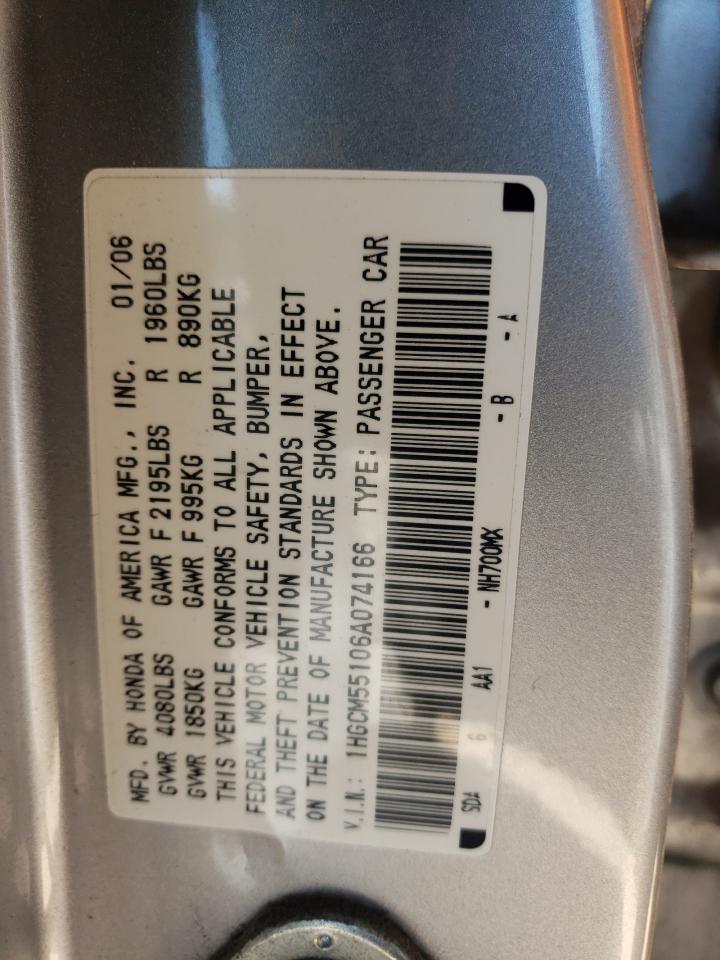 MFD. BY HONDA OF AMERICA MFG., INC. 01/06
GVWR 4080LBS GAWR F 2195LBS R 1960LBS
GVWR 1850KG GAWR F 995KG R 890KG
THIS VEHICLE CONFORMS TO ALL APPLICABLE
FEDERAL MOTOR VEHICLE SAFETY, BUMPER,
AND THEFT PREVENTION STANDARDS IN EFFECT
ON THE DATE OF MANUFACTURE SHOWN ABOVE.
V.I.N.: 1HGCM55106A074166 TYPE: PASSENGER CAR
SDA 6 AA1 - NH700MX - B - A